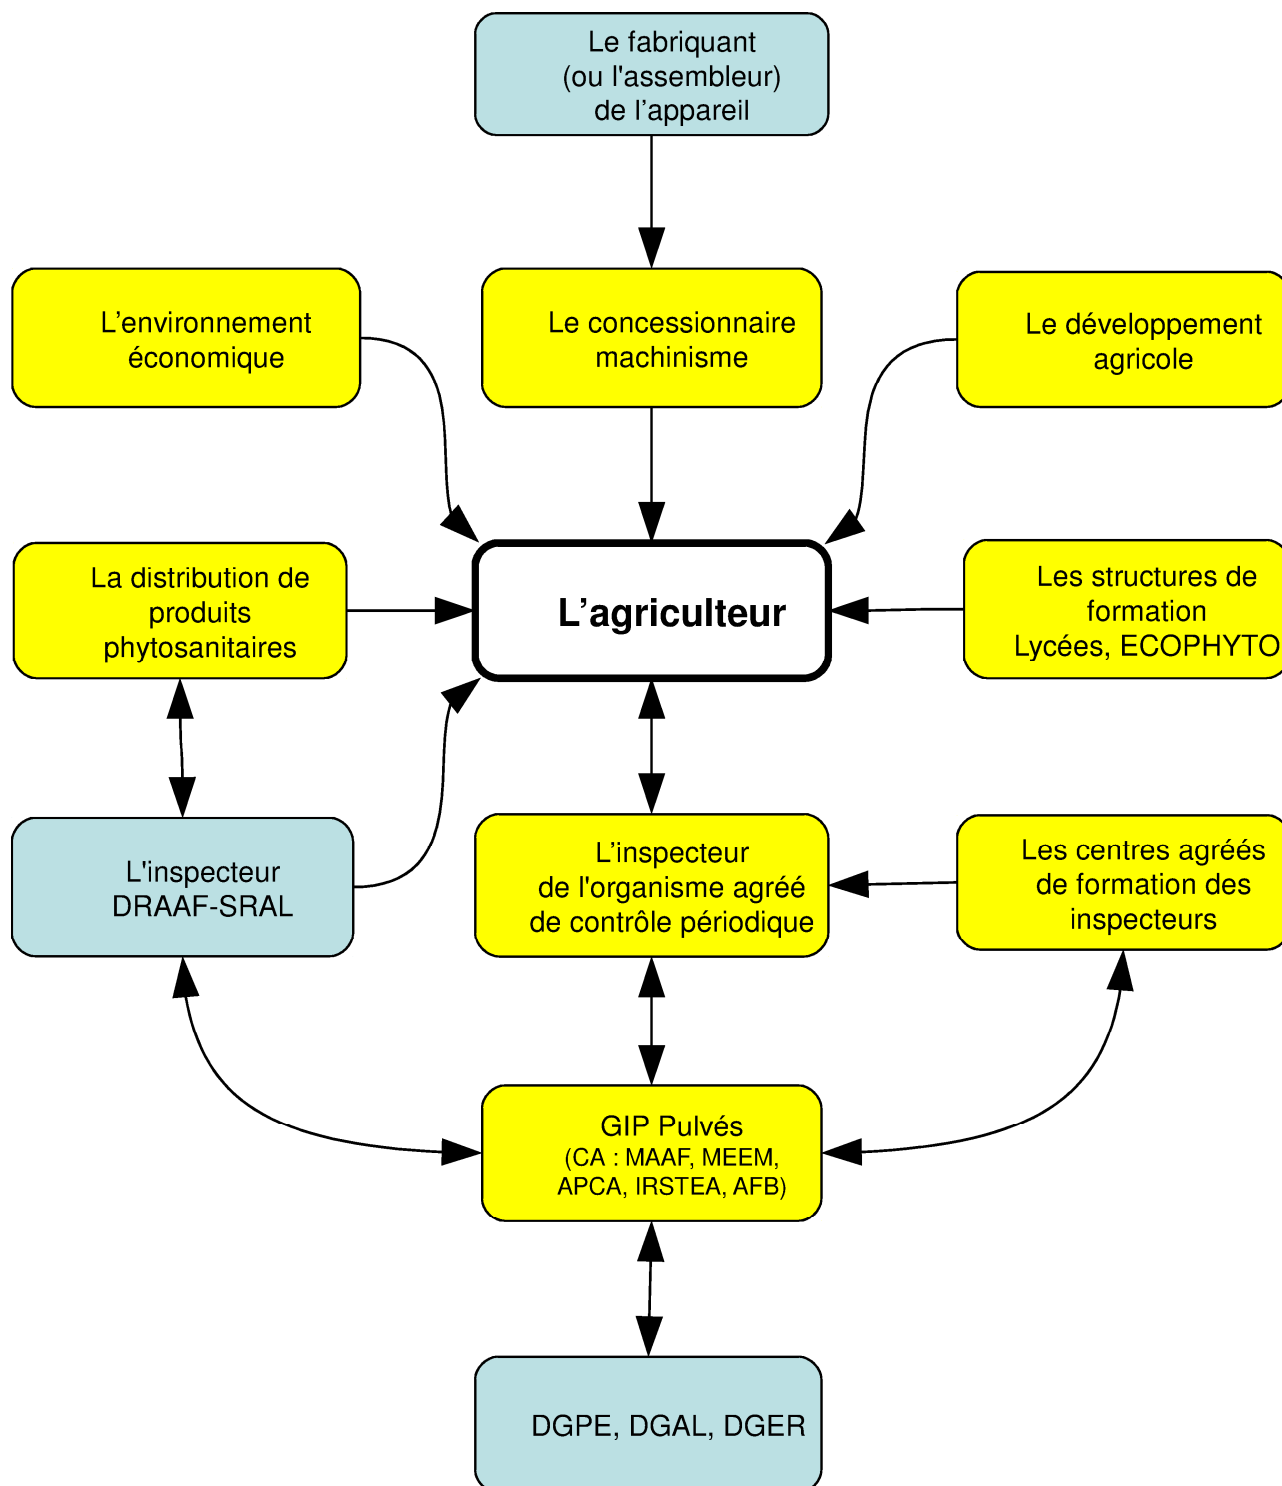 Le fabriquant
(ou l'assembleur)
de l’appareil
L’environnement
économique
Le concessionnaire
machinisme
Le développement
agricole
La distribution de
produits
phytosanitaires
L’agriculteur
Les structures de
formation
Lycées, ECOPHYTO
L'inspecteur
DRAAF-SRAL
L’inspecteur
de l'organisme agréé
de contrôle périodique
Les centres agréés
de formation des
inspecteurs
GIP Pulvés
(CA : MAAF, MEEM,
APCA, IRSTEA, AFB)
DGPE, DGAL, DGER